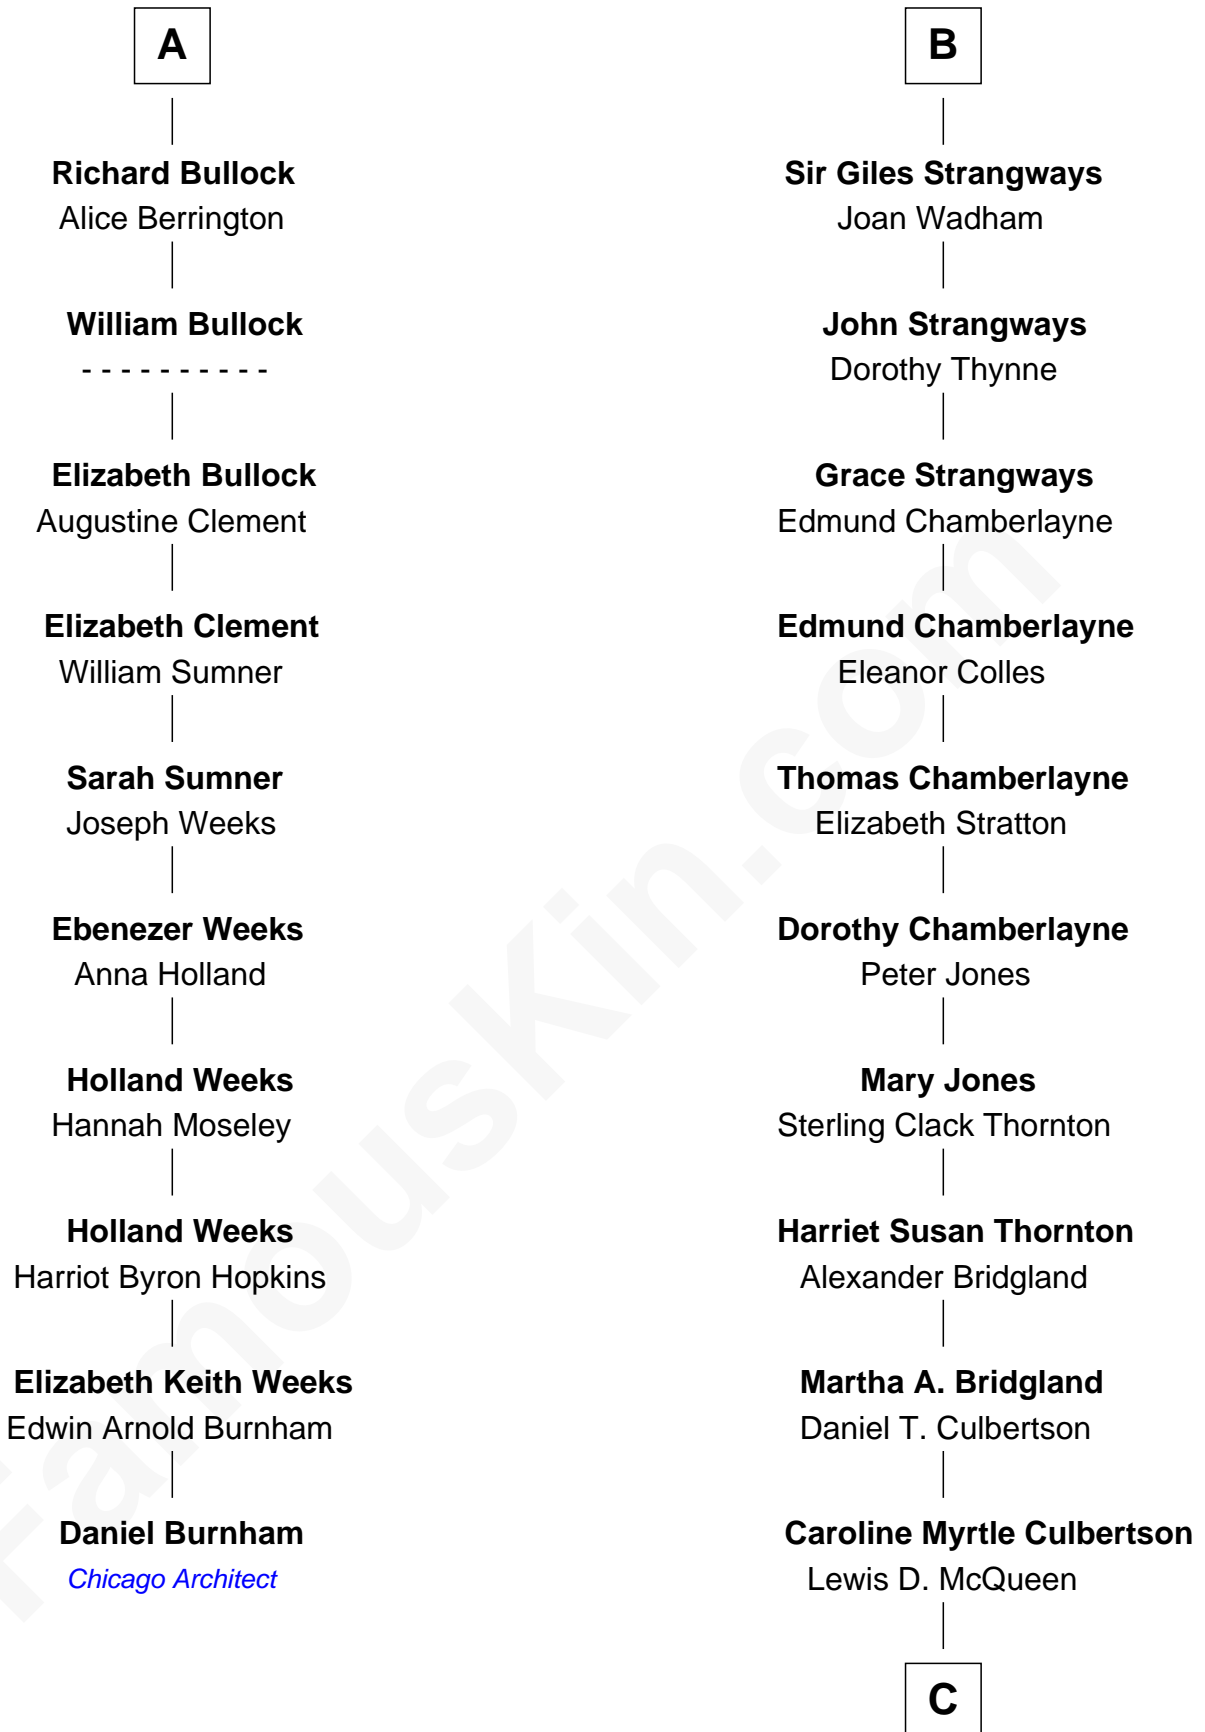 A
Richard Bullock
Alice Berrington
William Bullock
- - - - - - - - - -
Elizabeth Bullock
Augustine Clement
Elizabeth Clement
William Sumner
Sarah Sumner
Joseph Weeks
Ebenezer Weeks
Anna Holland
Holland Weeks
Hannah Moseley
Holland Weeks
Harriot Byron Hopkins
Elizabeth Keith Weeks
Edwin Arnold Burnham
Daniel Burnham
Chicago Architect
B
Sir Giles Strangways
Joan Wadham
John Strangways
Dorothy Thynne
Grace Strangways
Edmund Chamberlayne
Edmund Chamberlayne
Eleanor Colles
Thomas Chamberlayne
Elizabeth Stratton
Dorothy Chamberlayne
Peter Jones
Mary Jones
Sterling Clack Thornton
Harriet Susan Thornton
Alexander Bridgland
Martha A. Bridgland
Daniel T. Culbertson
Caroline Myrtle Culbertson
Lewis D. McQueen
C
FamousKin.com